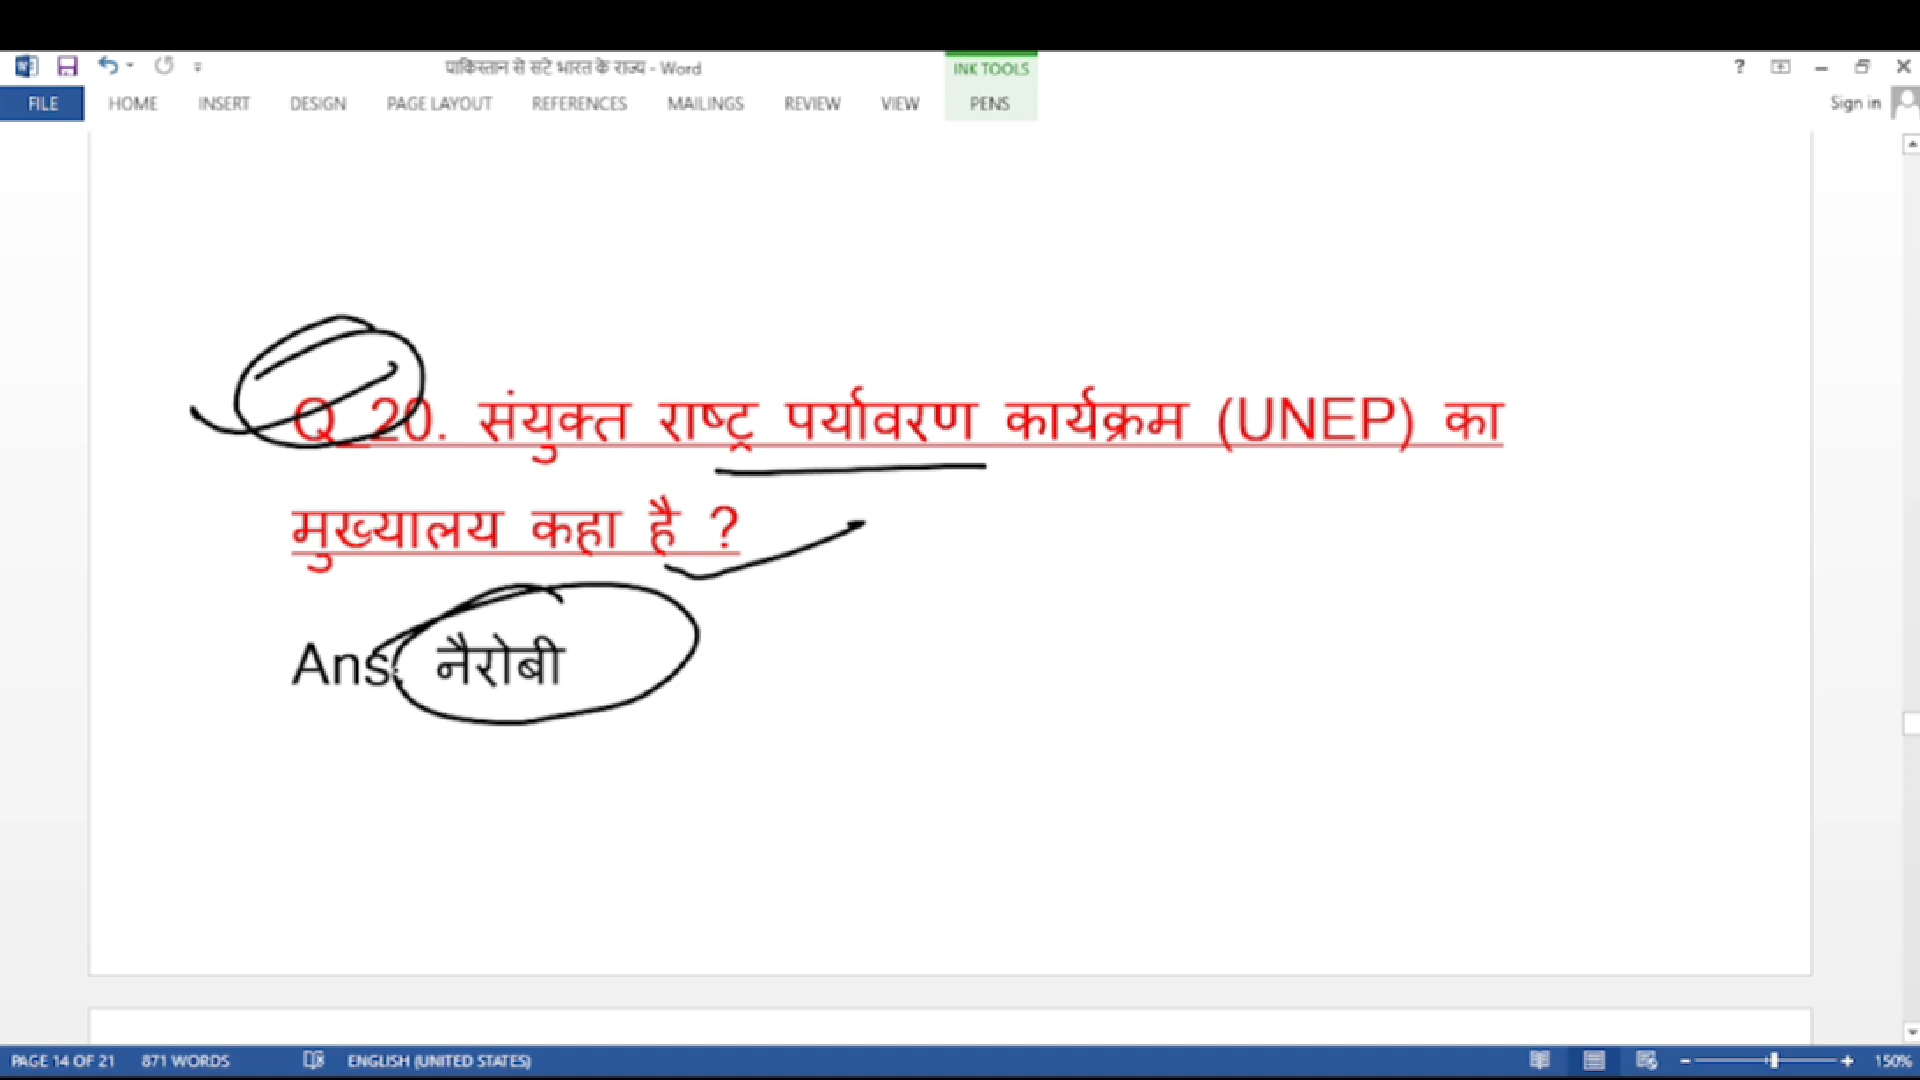 पाकिस्तान से सटे भारत के राज्य - Word
INK TOOLS
?
FILE HOME INSERT DESIGN PAGE LAYOUT REFERENCES MAILINGS REVIEW VIEW PENS
Sign in
Q 20. संयुक्त राष्ट्र पर्यावरण कार्यक्रम (UNEP) का
मुख्यालय कहा है ?
Ans. नैरोबी
PAGE 14 OF 21 871 WORDS ENGLISH (UNITED STATES) 150%